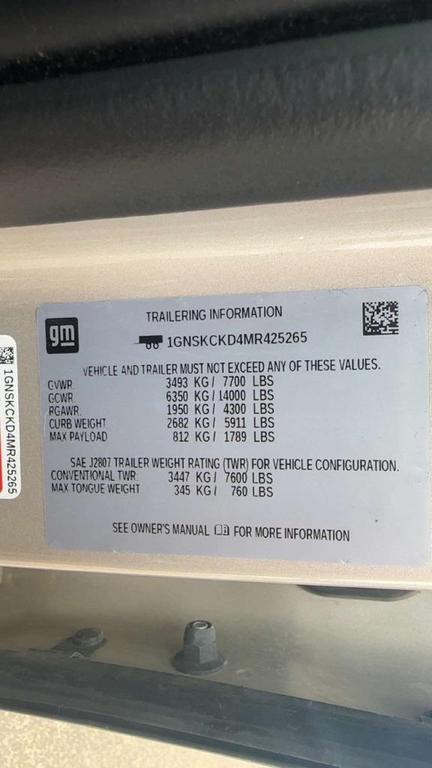 gm
TRAILERING INFORMATION
1GNSKCKD4MR425265
VEHICLE AND TRAILER MUST NOT EXCEED ANY OF THESE VALUES.
GVWR 3493 KG / 7700 LBS
GCWR 6350 KG / 14000 LBS
RGAWR 1950 KG / 4300 LBS
CURB WEIGHT 2682 KG / 5911 LBS
MAX PAYLOAD 812 KG / 1789 LBS
SAE J2807 TRAILER WEIGHT RATING (TWR) FOR VEHICLE CONFIGURATION.
CONVENTIONAL TWR 3447 KG / 7600 LBS
MAX TONGUE WEIGHT 345 KG / 760 LBS
SEE OWNER'S MANUAL FOR MORE INFORMATION
1GNSKCKD4MR425265